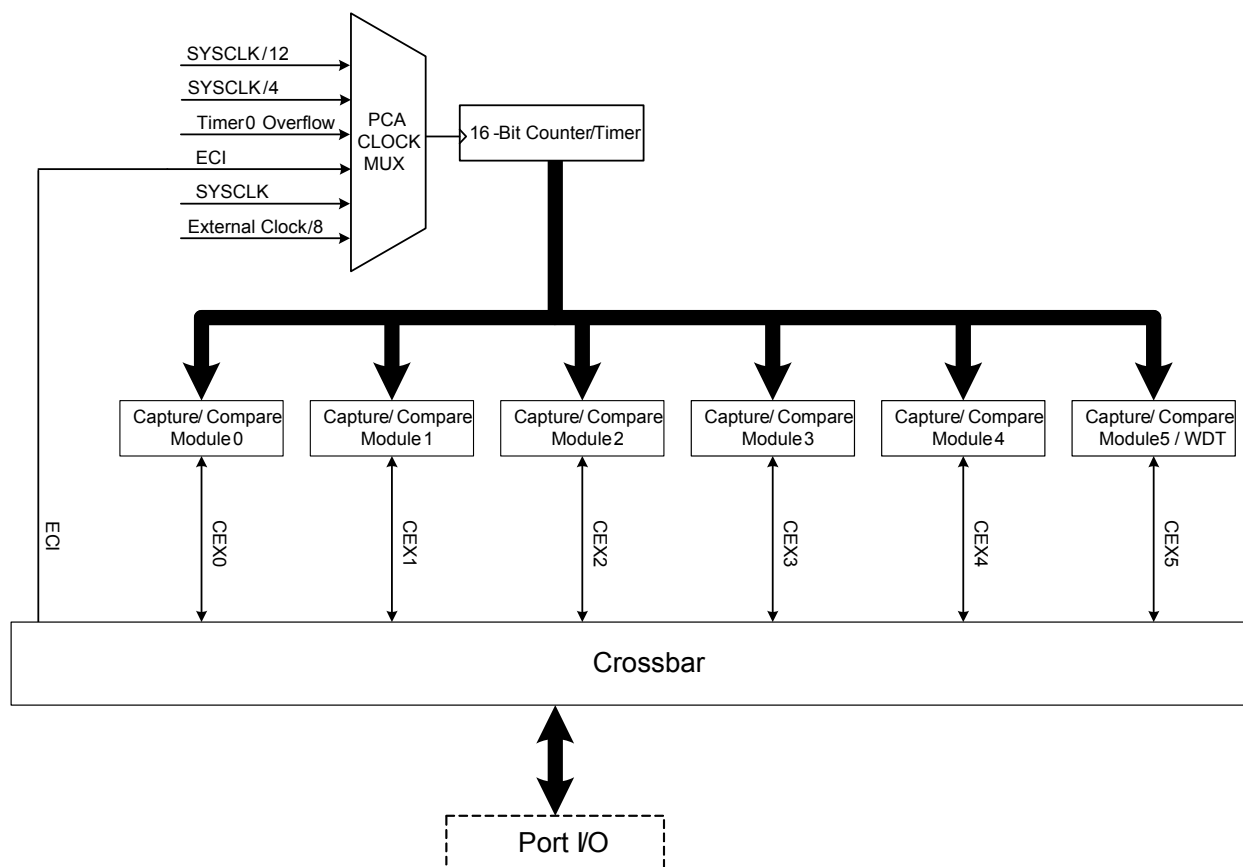 SYSCLK/12
SYSCLK/4
Timer0 Overflow
ECI
SYSCLK
External Clock/8
PCA
CLOCK
MUX
16-Bit Counter/Timer
Capture/Compare
Module0
Capture/Compare
Module1
Capture/Compare
Module2
Capture/Compare
Module3
Capture/Compare
Module4
Capture/Compare
Module5 / WDT
ECI
CEX0
CEX1
CEX2
CEX3
CEX4
CEX5
Crossbar
Port I/O